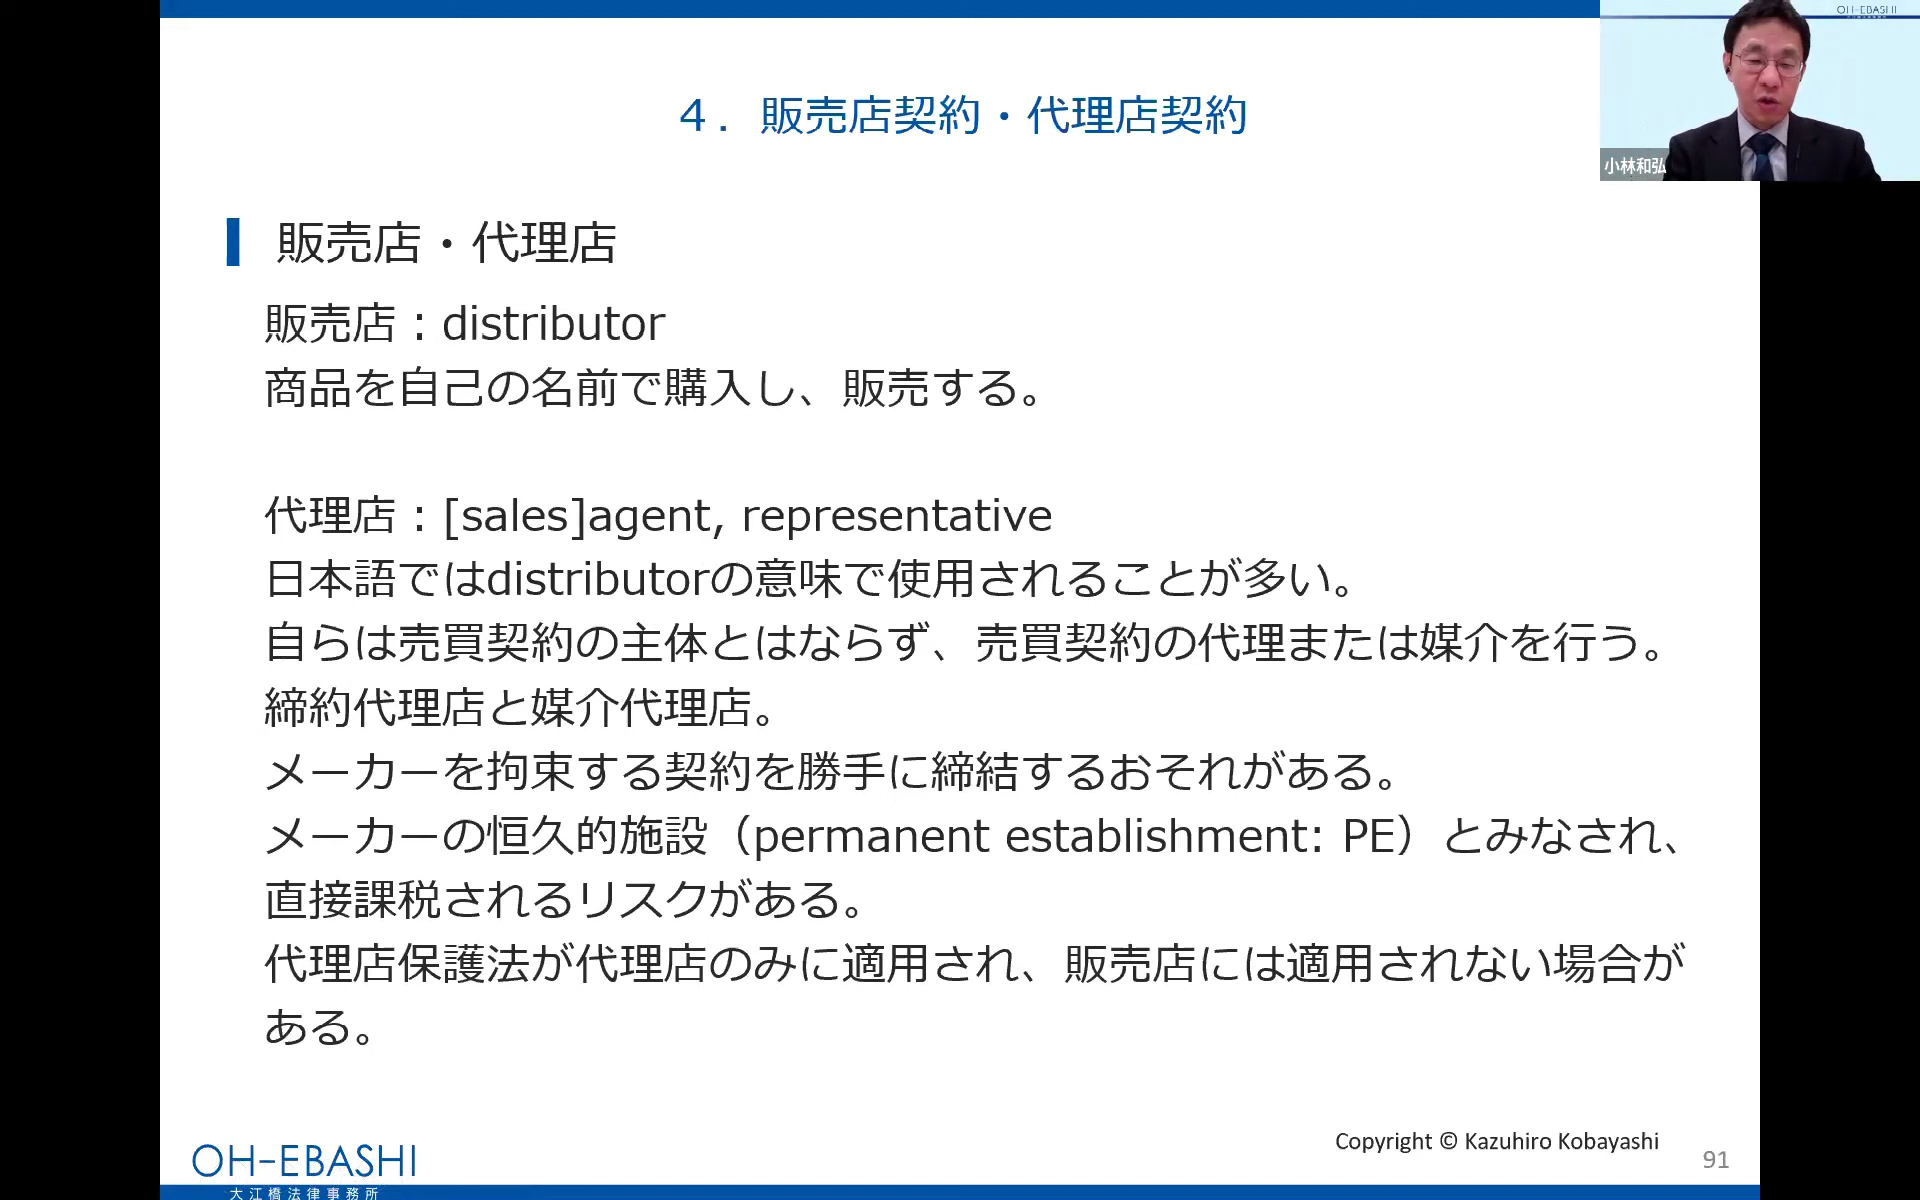 OH-EBASHI
小林和弘
4．販売店契約・代理店契約
販売店・代理店
販売店：distributor
商品を自己の名前で購入し、販売する。
代理店：[sales]agent, representative
日本語ではdistributorの意味で使用されることが多い。
自らは売買契約の主体とはならず、売買契約の代理または媒介を行う。
締約代理店と媒介代理店。
メーカーを拘束する契約を勝手に締結するおそれがある。
メーカーの恒久的施設（permanent establishment: PE）とみなされ、
直接課税されるリスクがある。
代理店保護法が代理店のみに適用され、販売店には適用されない場合が
ある。
Copyright © Kazuhiro Kobayashi
91
OH-EBASHI
大江橋法律事務所